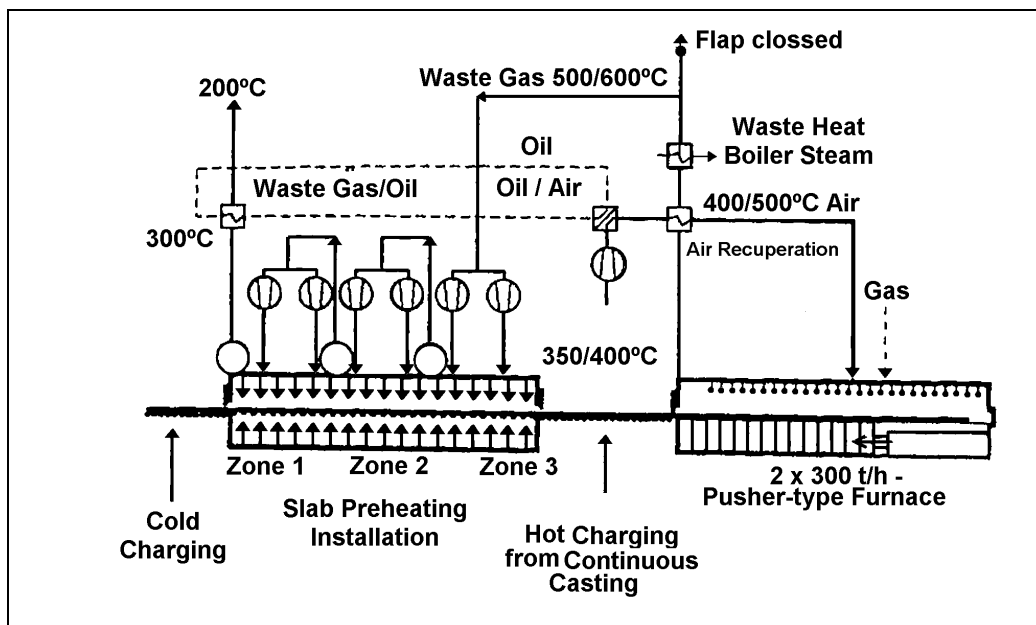 Flap clossed
Waste Gas 500/600ºC
200ºC
Waste Heat
Boiler Steam
Oil
Waste Gas/Oil
Oil / Air
400/500ºC Air
300ºC
Air Recuperation
Gas
350/400ºC
Zone 1
Zone 2
Zone 3
2 x 300 t/h -
Pusher-type Furnace
Slab Preheating
Installation
Cold
Charging
Hot Charging
from Continuous
Casting